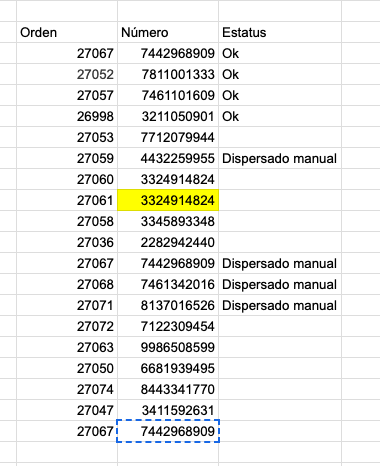 Orden Número Estatus
27067 7442968909 Ok
27052 7811001333 Ok
27057 7461101609 Ok
26998 3211050901 Ok
27053 7712079944
27059 4432259955 Dispersado manual
27060 3324914824
27061 3324914824
27058 3345893348
27036 2282942440
27067 7442968909 Dispersado manual
27068 7461342016 Dispersado manual
27071 8137016526 Dispersado manual
27072 7122309454
27063 9986508599
27050 6681939495
27074 8443341770
27047 3411592631
27067 7442968909